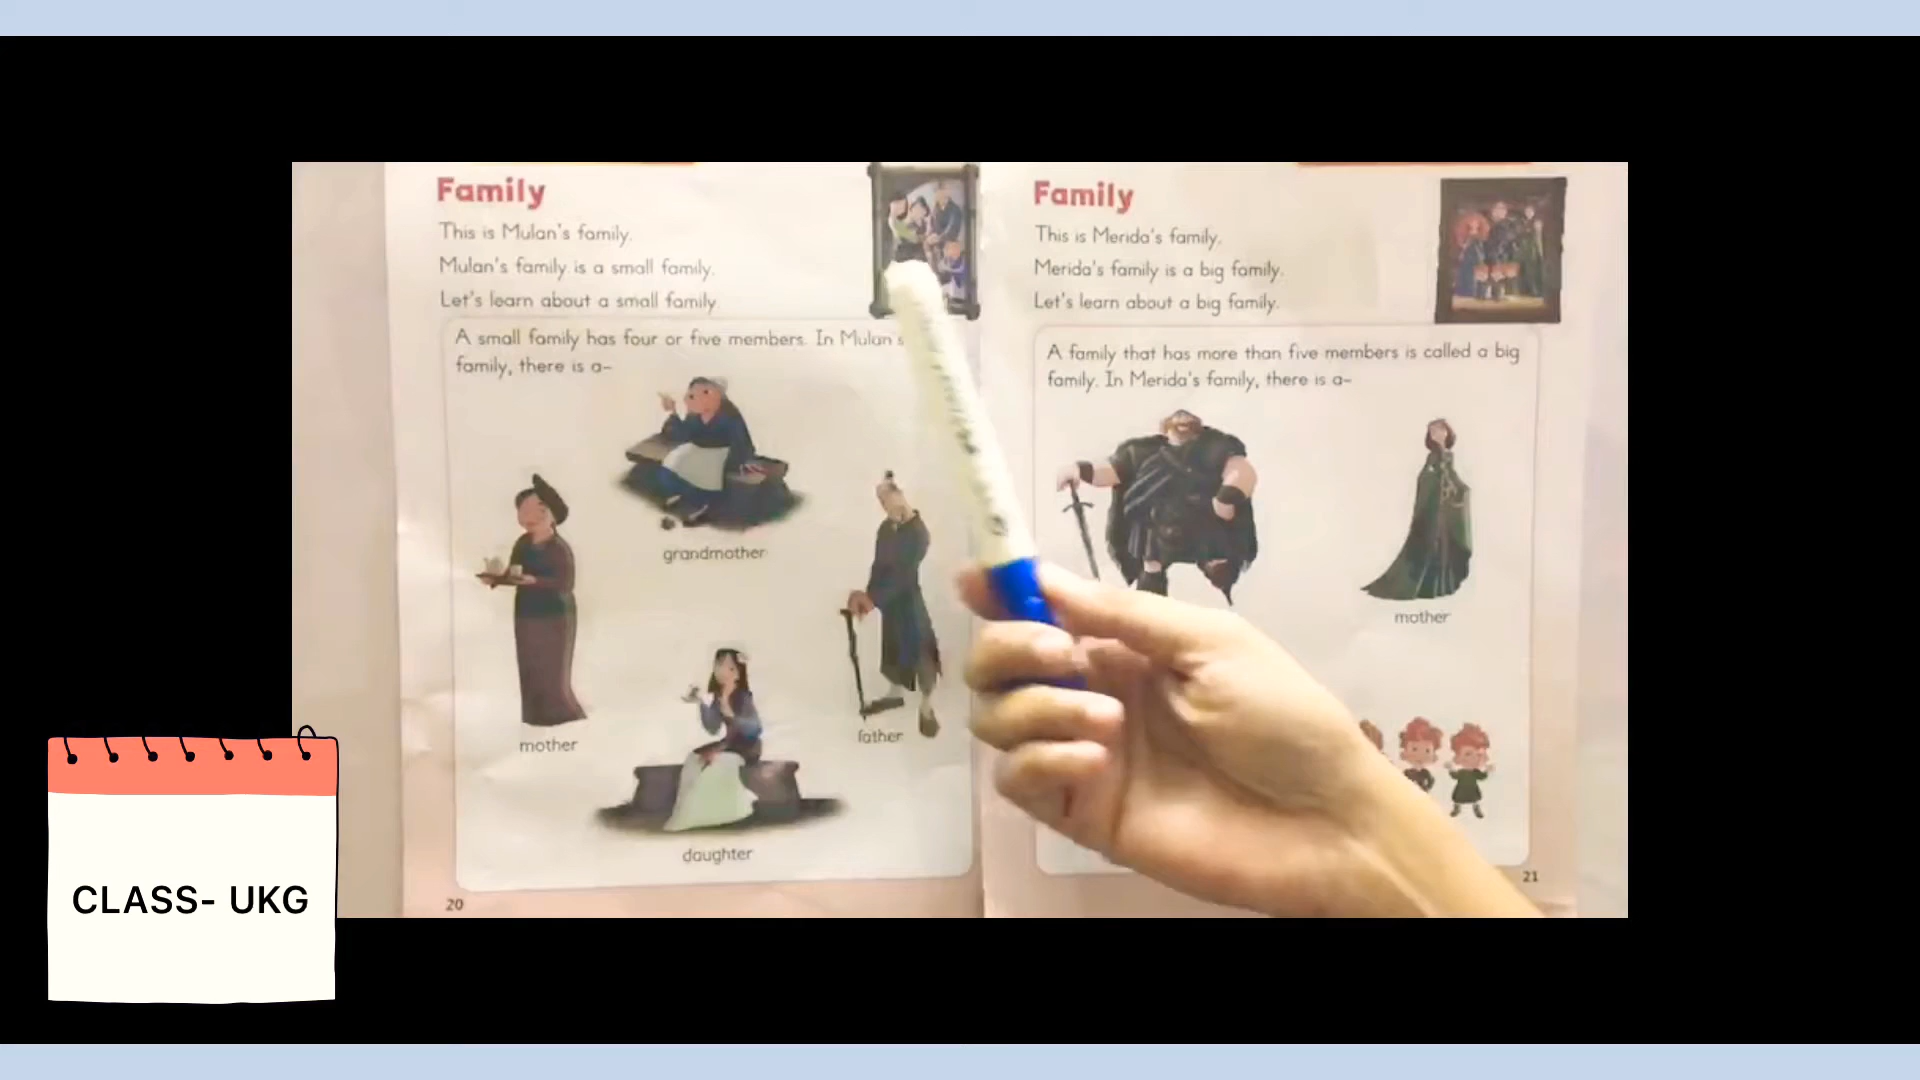 Family
This is Mulan's family.
Mulan's family is a small family.
Let's learn about a small family
A small family has four or five members. In Mulan's
family, there is a-
grandmother
mother
father
daughter
20
Family
This is Merida's family.
Merida's family is a big family.
Let's learn about a big family.
A family that has more than five members is called a big
family. In Merida's family, there is a-
mother
21
CLASS- UKG